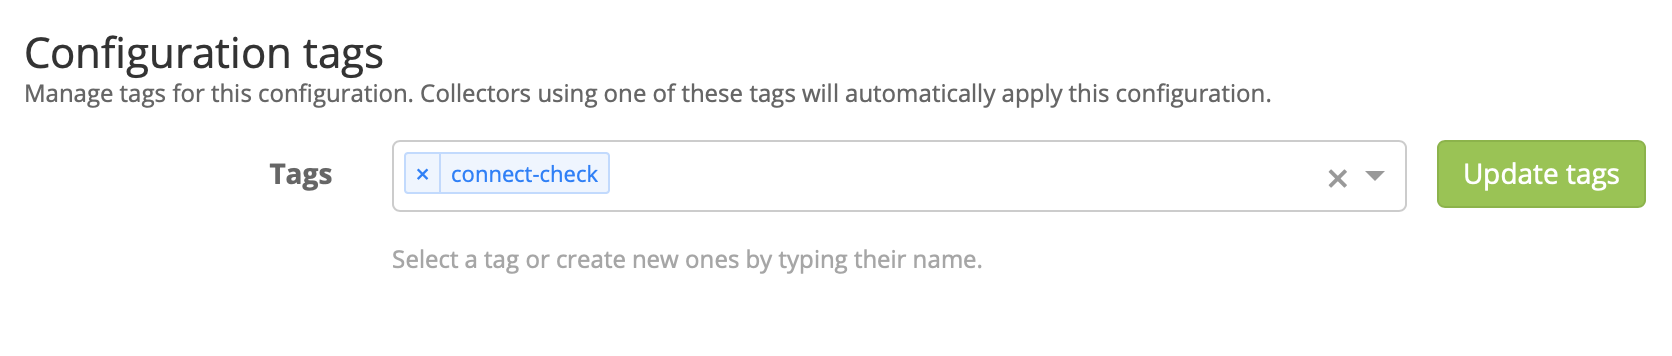 Configuration tags
Manage tags for this configuration. Collectors using one of these tags will automatically apply this configuration.
Tags × connect-check × Update tags
Select a tag or create new ones by typing their name.